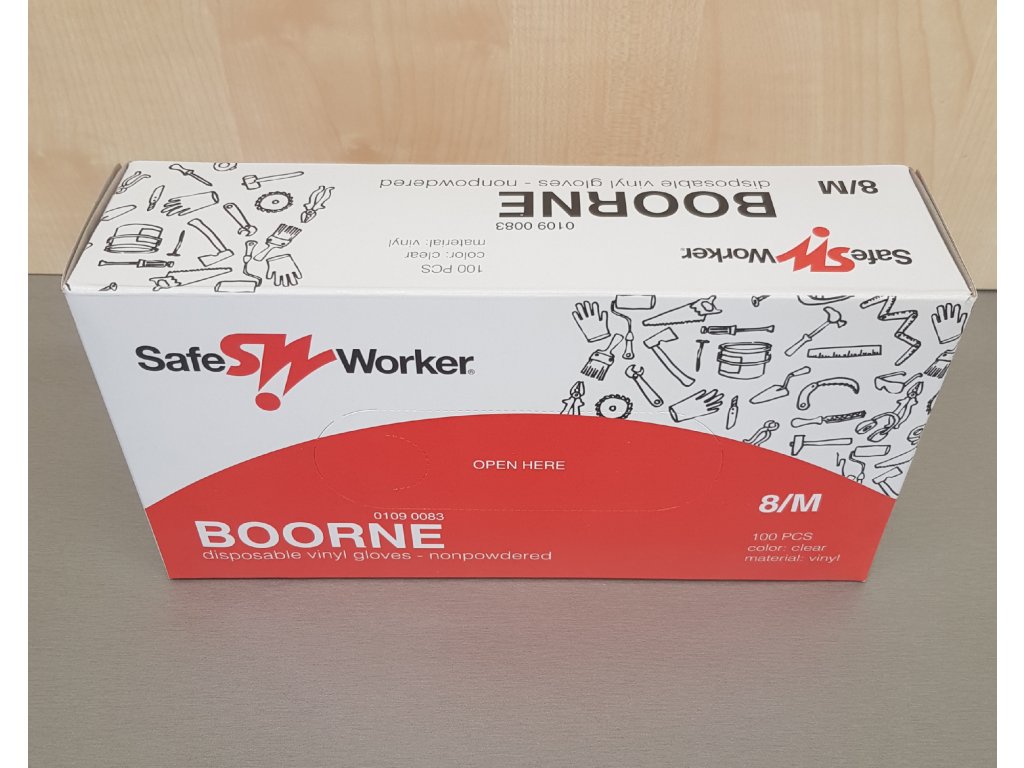 disposable vinyl gloves - nonpowdered
8/M
BOORNE
0109 0083
Safe SW Worker®
100 PCS
color: clear
material: vinyl
Safe SW Worker®
OPEN HERE
8/M
0109 0083
BOORNE
disposable vinyl gloves - nonpowdered
100 PCS
color: clear
material: vinyl